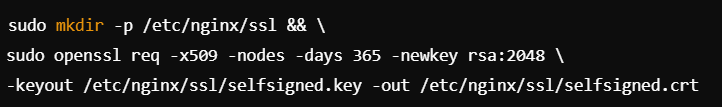 sudo mkdir -p /etc/nginx/ssl && \
sudo openssl req -x509 -nodes -days 365 -newkey rsa:2048 \
-keyout /etc/nginx/ssl/selfsigned.key -out /etc/nginx/ssl/selfsigned.crt